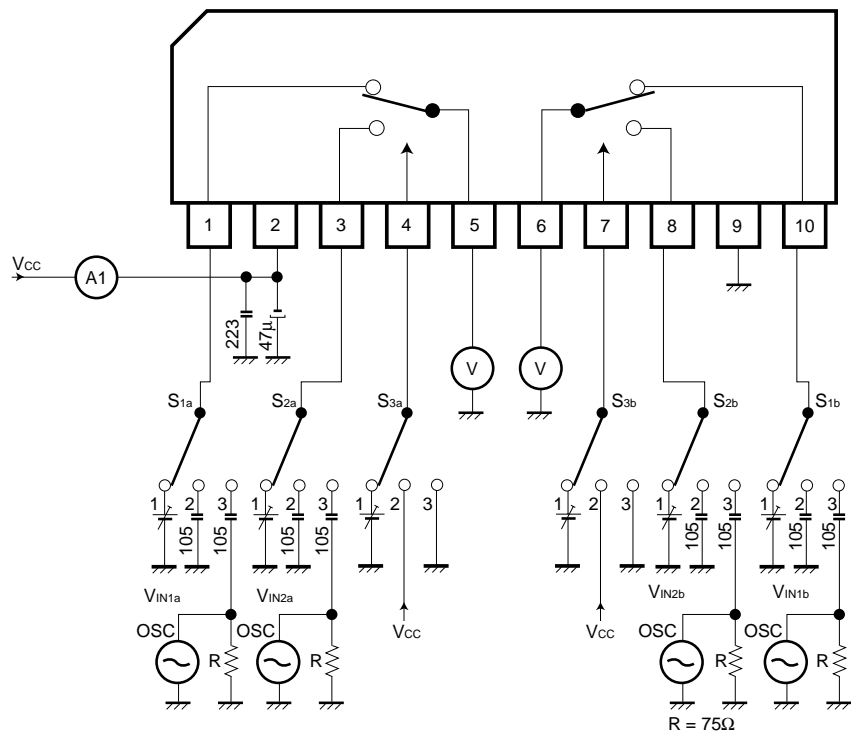 1 2 3 4 5 6 7 8 9 10
VCC A1
223 47μ
V V
S1a S2a S3a S3b S2b S1b
1 2 3 1 2 3 1 2 3 1 2 3 1 2 3 1 2 3
105 105 105 105 105 105 105 105
VIN1a VIN2a VIN2b VIN1b
OSC R OSC R VCC VCC OSC R OSC R
R = 75Ω